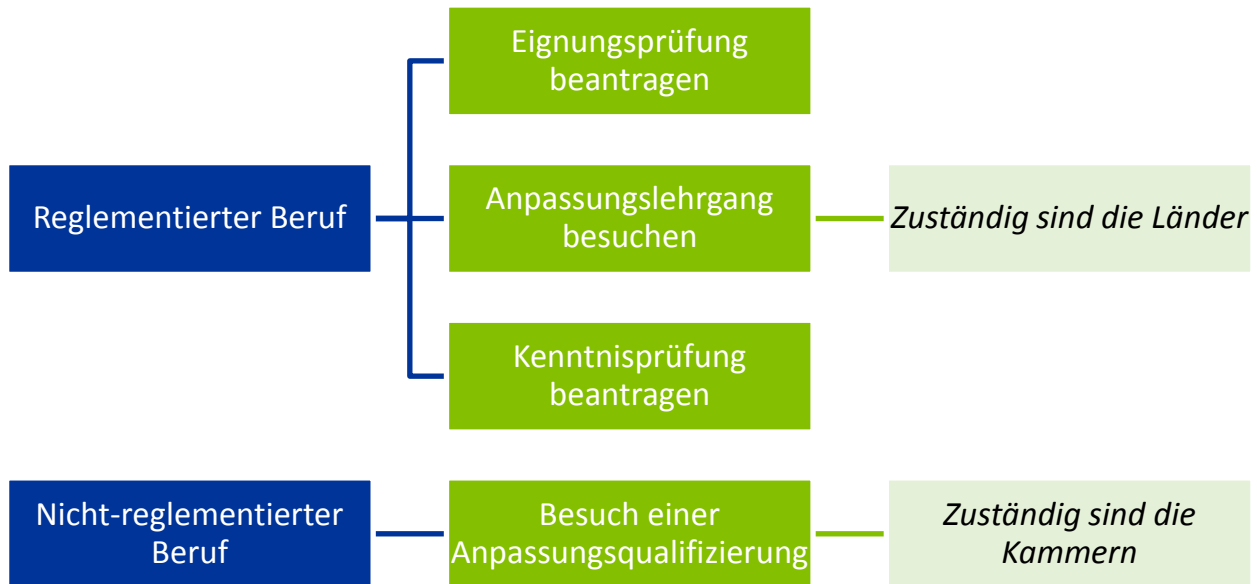 Eignungsprüfung
beantragen
Reglementierter Beruf
Anpassungslehrgang
besuchen
Zuständig sind die Länder
Kenntnisprüfung
beantragen
Nicht-reglementierter
Beruf
Besuch einer
Anpassungsqualifizierung
Zuständig sind die
Kammern